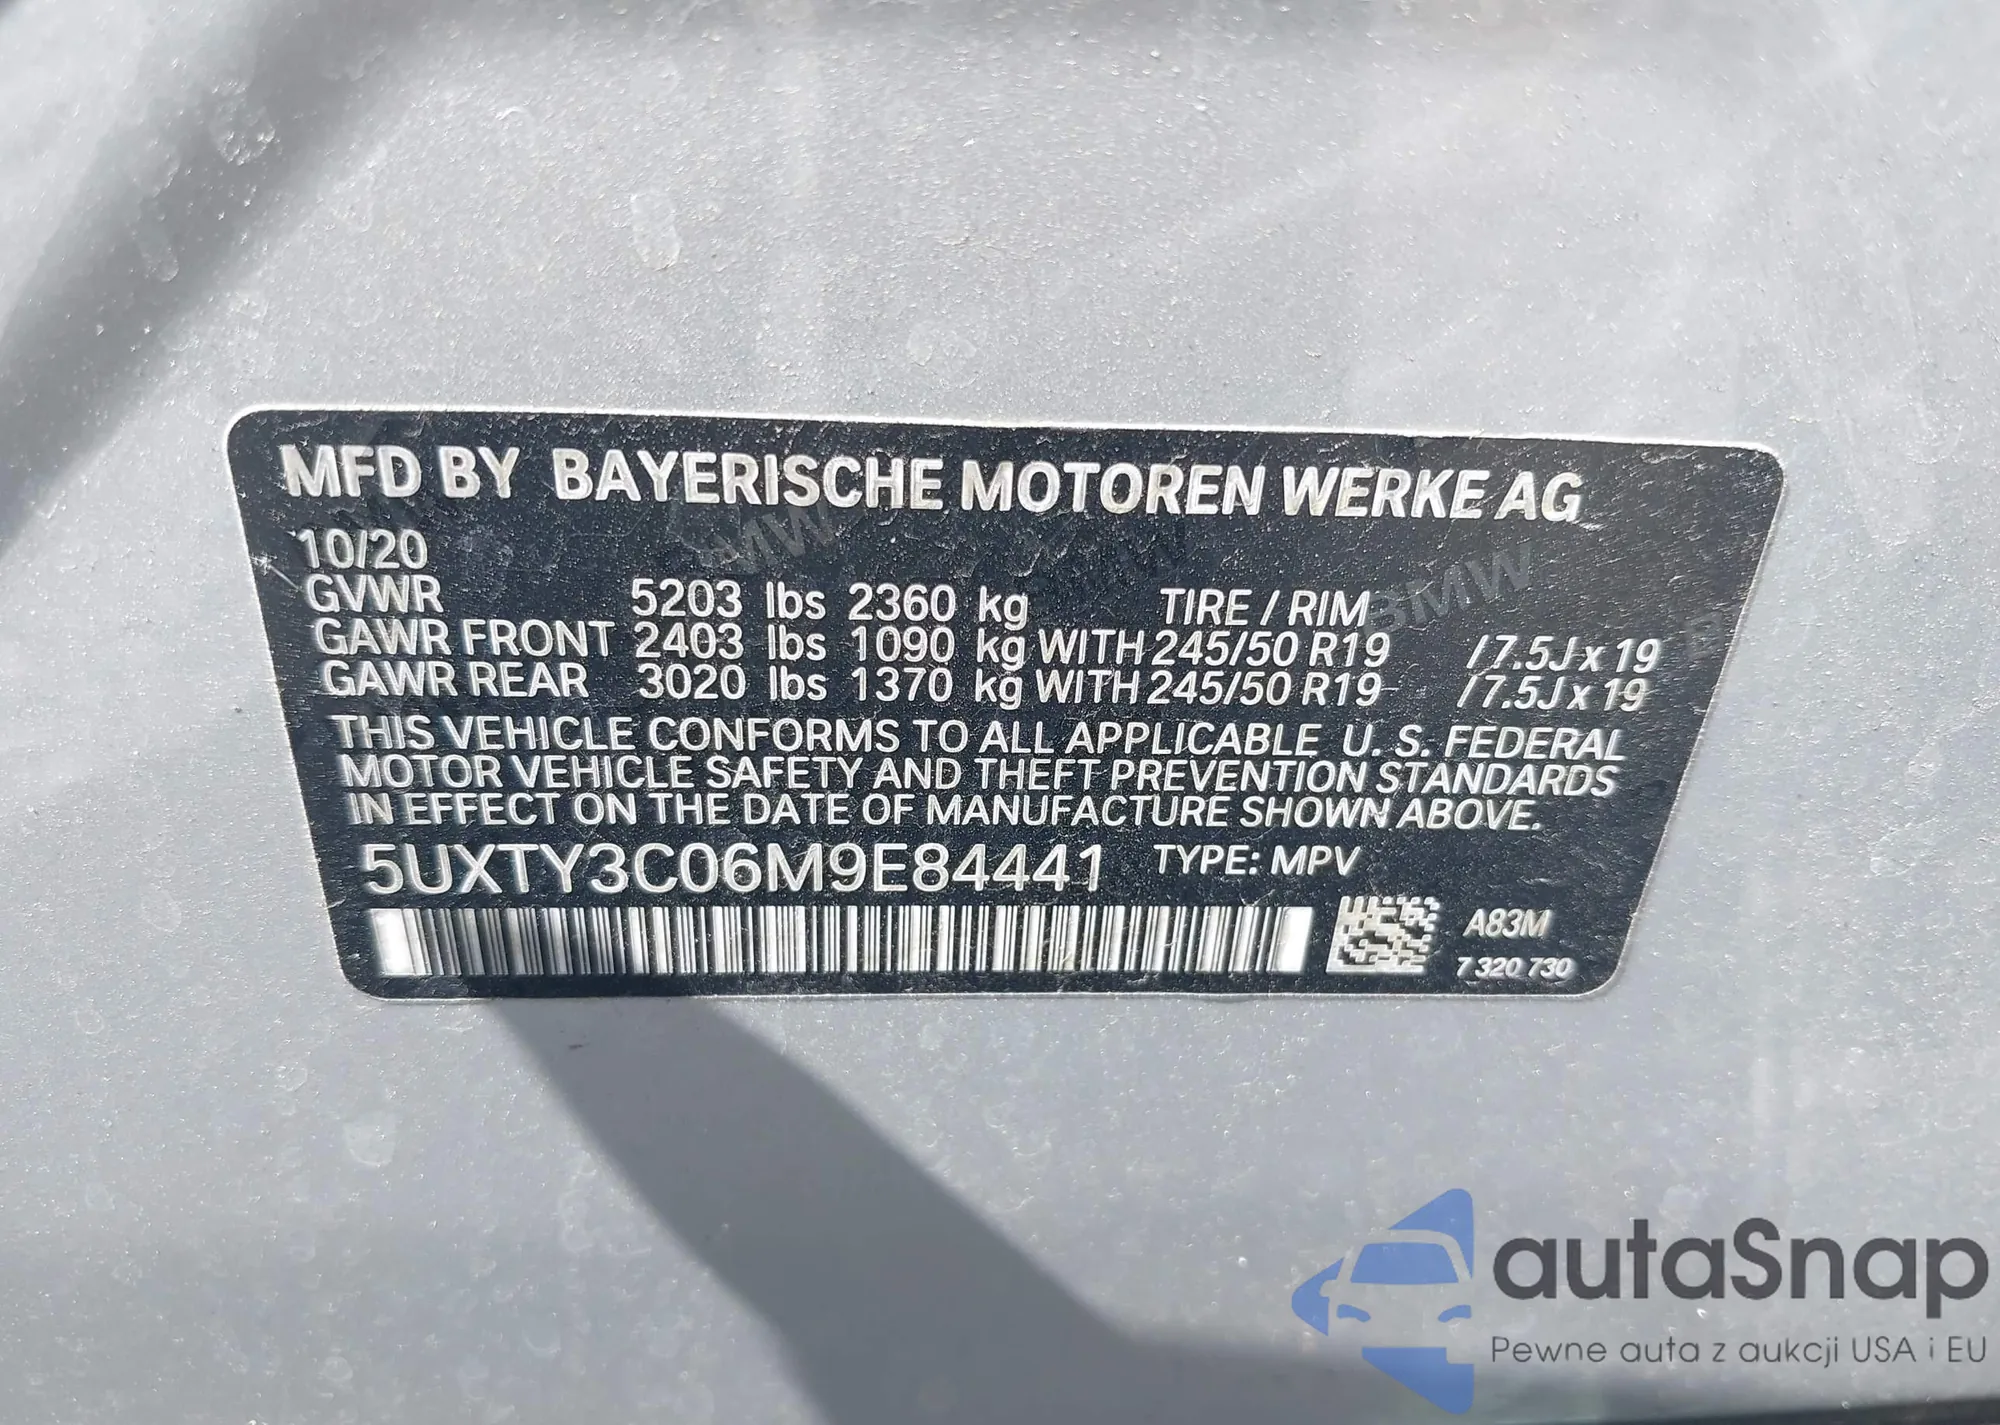 MFD BY BAYERISCHE MOTOREN WERKE AG
10/20
GVWR 5203 lbs 2360 kg TIRE / RIM
GAWR FRONT 2403 lbs 1090 kg WITH 245/50 R19 / 7.5J x 19
GAWR REAR 3020 lbs 1370 kg WITH 245/50 R19 / 7.5J x 19
THIS VEHICLE CONFORMS TO ALL APPLICABLE U. S. FEDERAL
MOTOR VEHICLE SAFETY AND THEFT PREVENTION STANDARDS
IN EFFECT ON THE DATE OF MANUFACTURE SHOWN ABOVE.
5UXTY3C06M9E84441 TYPE: MPV
A83M
7 320 730
BMW
autaSnap
Pewne auta z aukcji USA i EU